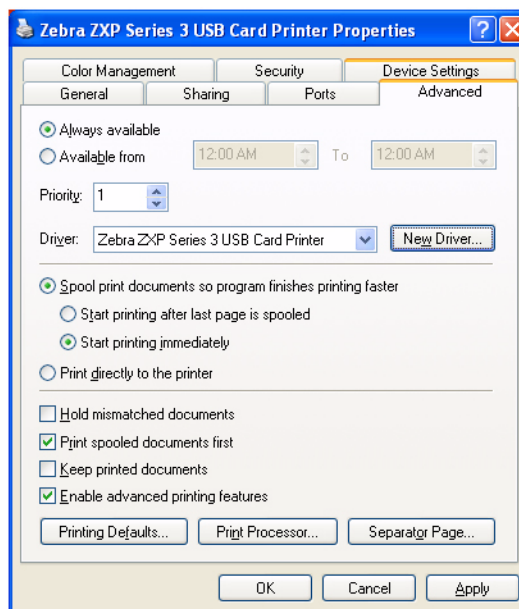 Zebra ZXP Series 3 USB Card Printer Properties
Color Management Security Device Settings
General Sharing Ports Advanced
Always available
Available from 12:00 AM To 12:00 AM
Priority: 1
Driver: Zebra ZXP Series 3 USB Card Printer New Driver...
Spool print documents so program finishes printing faster
Start printing after last page is spooled
Start printing immediately
Print directly to the printer
Hold mismatched documents
Print spooled documents first
Keep printed documents
Enable advanced printing features
Printing Defaults... Print Processor... Separator Page...
OK Cancel Apply